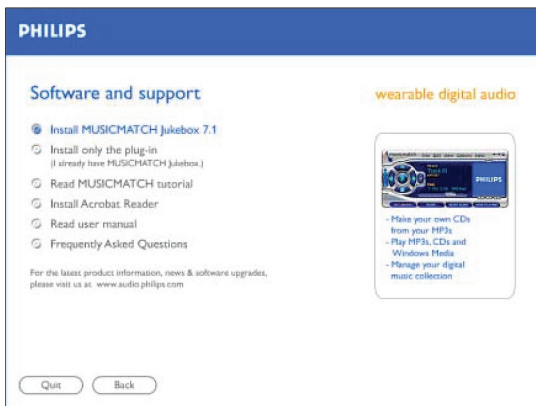 PHILIPS
Software and support
Install MUSICMATCH Jukebox 7.1
Install only the plug-in
(I already have MUSICMATCH Jukebox.)
Read MUSICMATCH tutorial
Install Acrobat Reader
Read user manual
Frequently Asked Questions
For the latest product information, news & software upgrades,
please visit us at www.audio.philips.com
wearable digital audio
PHILIPS
- Make your own CDs
from your MP3s
- Play MP3s, CDs and
Windows Media
- Manage your digital
music collection
Quit
Back